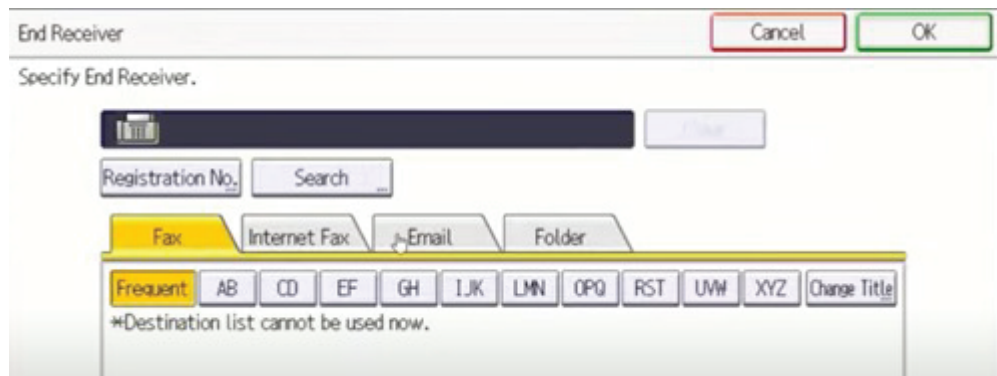 End Receiver Cancel OK
Specify End Receiver.
Clear
Registration No. Search
Fax Internet Fax Email Folder
Frequent AB CD EF GH IJK LMN OPQ RST UVW XYZ Change Title
*Destination list cannot be used now.